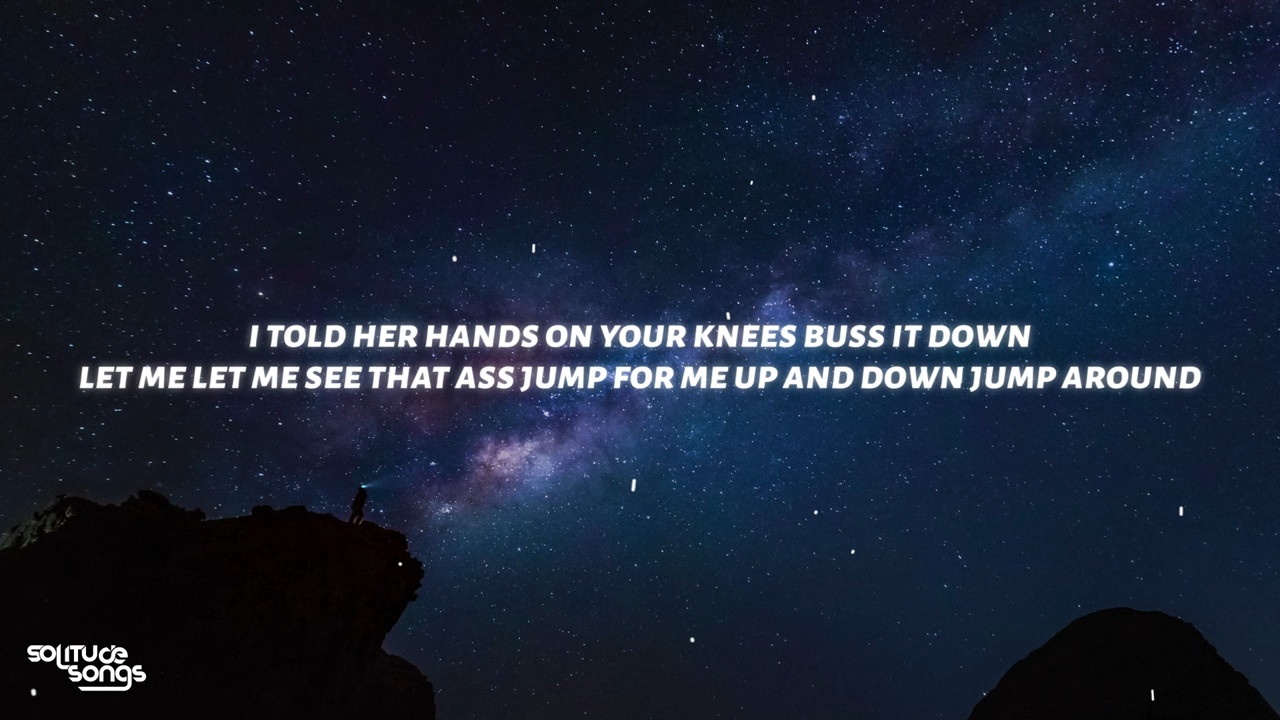 I TOLD HER HANDS ON YOUR KNEES BUSS IT DOWN
LET ME LET ME SEE THAT ASS JUMP FOR ME UP AND DOWN JUMP AROUND
solitude
songs